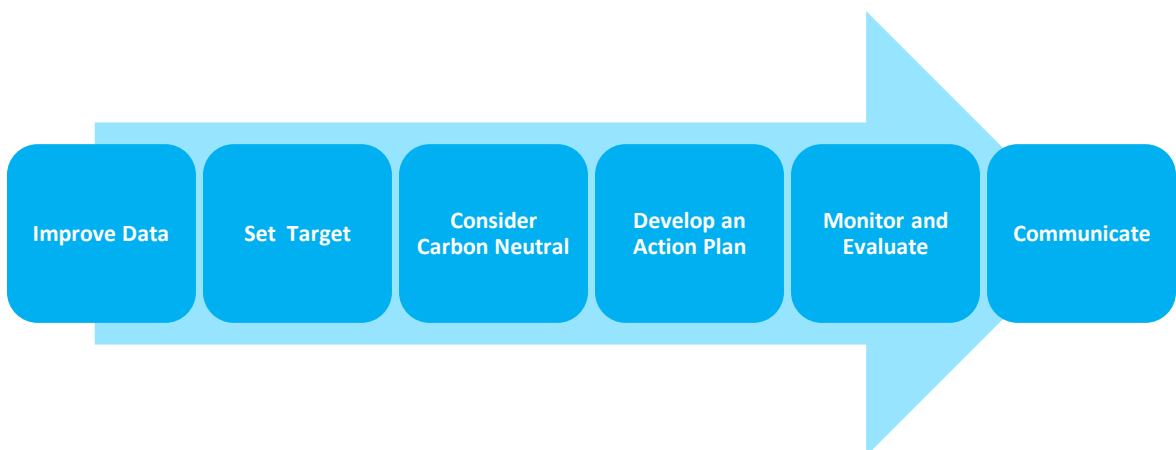 Improve Data
Set Target
Consider
Carbon Neutral
Develop an
Action Plan
Monitor and
Evaluate
Communicate